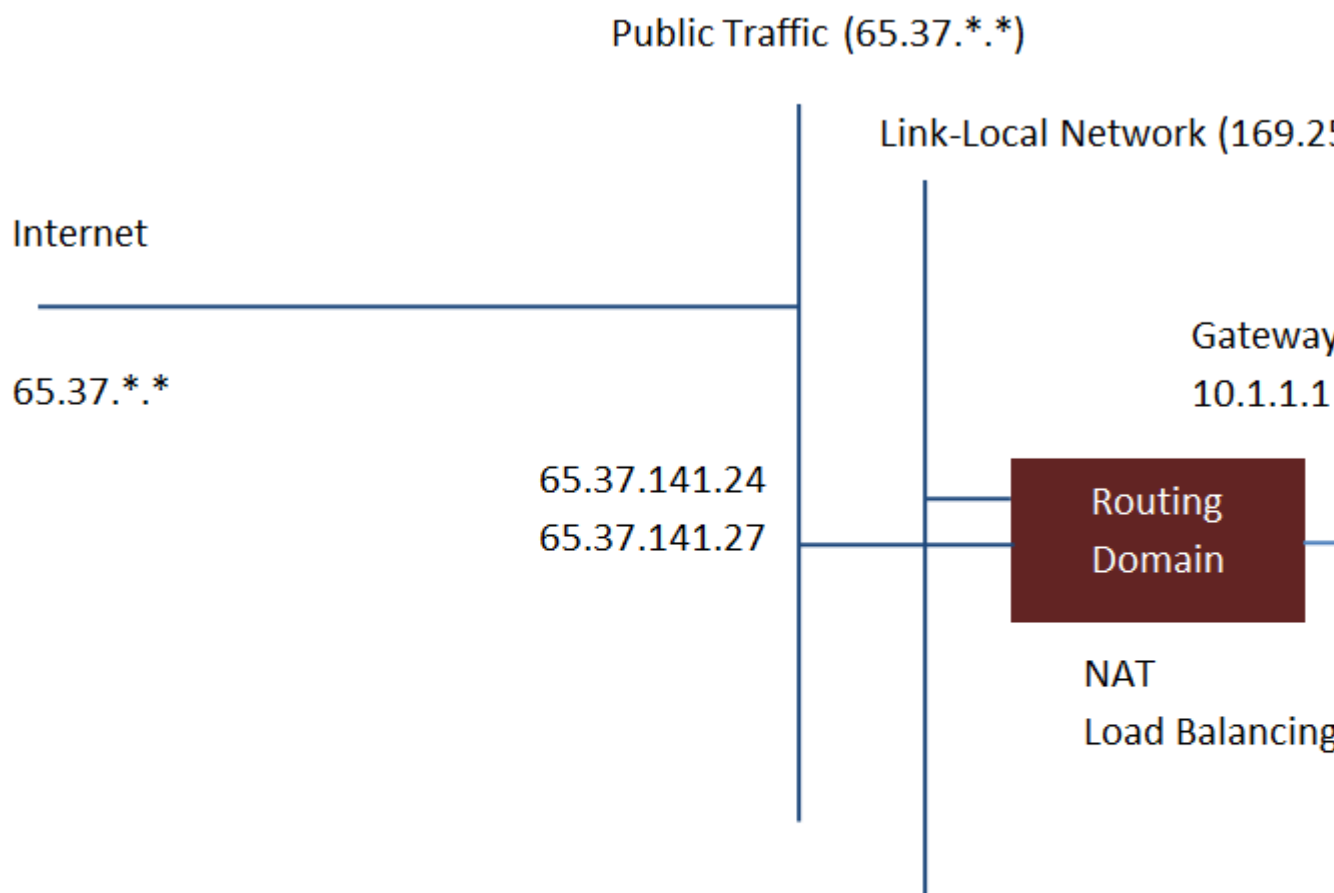 Public Traffic (65.37.*.*)
Link-Local Network (169.25
Internet
65.37.*.*
Gateway
10.1.1.1
65.37.141.24
65.37.141.27
Routing
Domain
NAT
Load Balancing